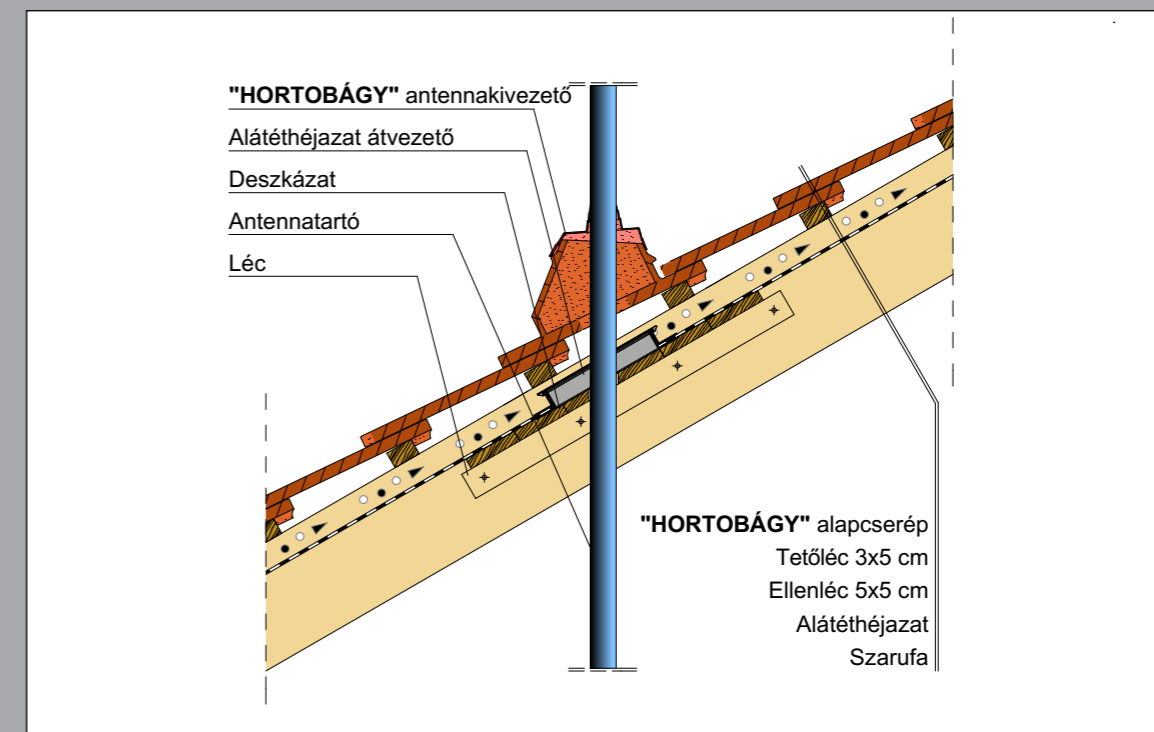 "HORTOBÁGY" antennakivezető
Alátéthéjazat átvezető
Deszkázat
Antennatartó
Léc
"HORTOBÁGY" alapcserép
Tetőléc 3x5 cm
Ellenléc 5x5 cm
Alátéthéjazat
Szarufa